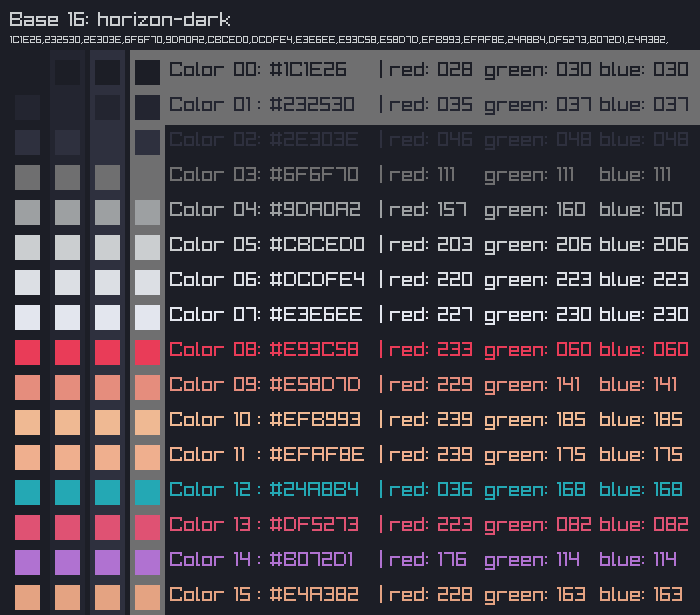 Base 16: horizon-dark
1C1E26,232530,2E303E,6F6F70,9DA0A2,CBCED0,DCDFE4,E3E6EE,E93C58,E58D7D,EFB993,EFAF8E,24A8B4,DF5273,B072D1,E4A382,
Color 00: #1C1E26 | red: 028 green: 030 blue: 030
Color 01 : #232530 | red: 035 green: 037 blue: 037
Color 02: #2E303E | red: 046 green: 048 blue: 048
Color 03: #6F6F70 | red: 111 green: 111 blue: 111
Color 04: #9DA0A2 | red: 157 green: 160 blue: 160
Color 05: #CBCED0 | red: 203 green: 206 blue: 206
Color 06: #DCDFE4 | red: 220 green: 223 blue: 223
Color 07: #E3E6EE | red: 227 green: 230 blue: 230
Color 08: #E93C58 | red: 233 green: 060 blue: 060
Color 09: #E58D7D | red: 229 green: 141 blue: 141
Color 10 : #EFB993 | red: 239 green: 185 blue: 185
Color 11 : #EFAF8E | red: 239 green: 175 blue: 175
Color 12 : #24A8B4 | red: 036 green: 168 blue: 168
Color 13 : #DF5273 | red: 223 green: 082 blue: 082
Color 14 : #B072D1 | red: 176 green: 114 blue: 114
Color 15 : #E4A382 | red: 228 green: 163 blue: 163